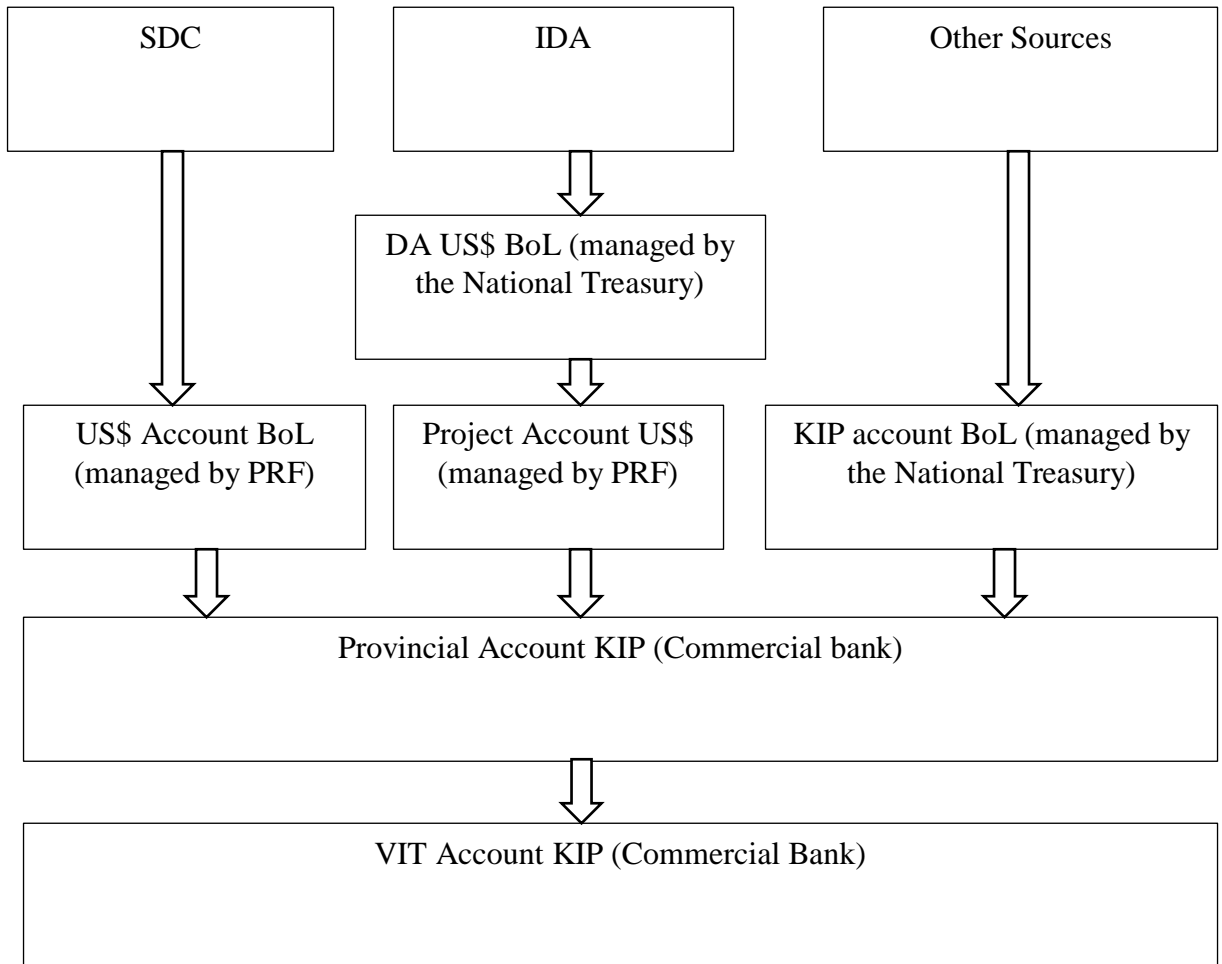 SDC
IDA
Other Sources
DA US$ BoL (managed by
the National Treasury)
US$ Account BoL
(managed by PRF)
Project Account US$
(managed by PRF)
KIP account BoL (managed by
the National Treasury)
Provincial Account KIP (Commercial bank)
VIT Account KIP (Commercial Bank)